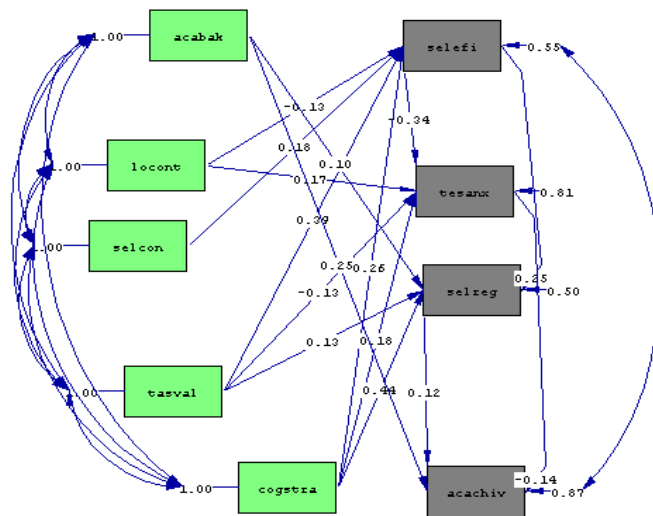 1.00
acabak
selefi
0.55
-0.13
-0.34
0.18
1.00
locont
0.10
0.17
tesanx
0.81
0.39
1.00
selcon
0.25
0.26
0.25
-0.13
selreg
0.50
0.13
0.18
1.00
tasval
0.44
0.12
1.00
cogstra
acachiv
-0.14
0.87